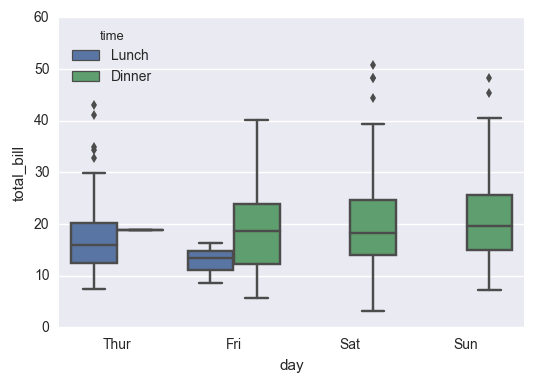 60
50
40
30
20
10
0
total_bill
time
Lunch
Dinner
Thur
Fri
Sat
Sun
day